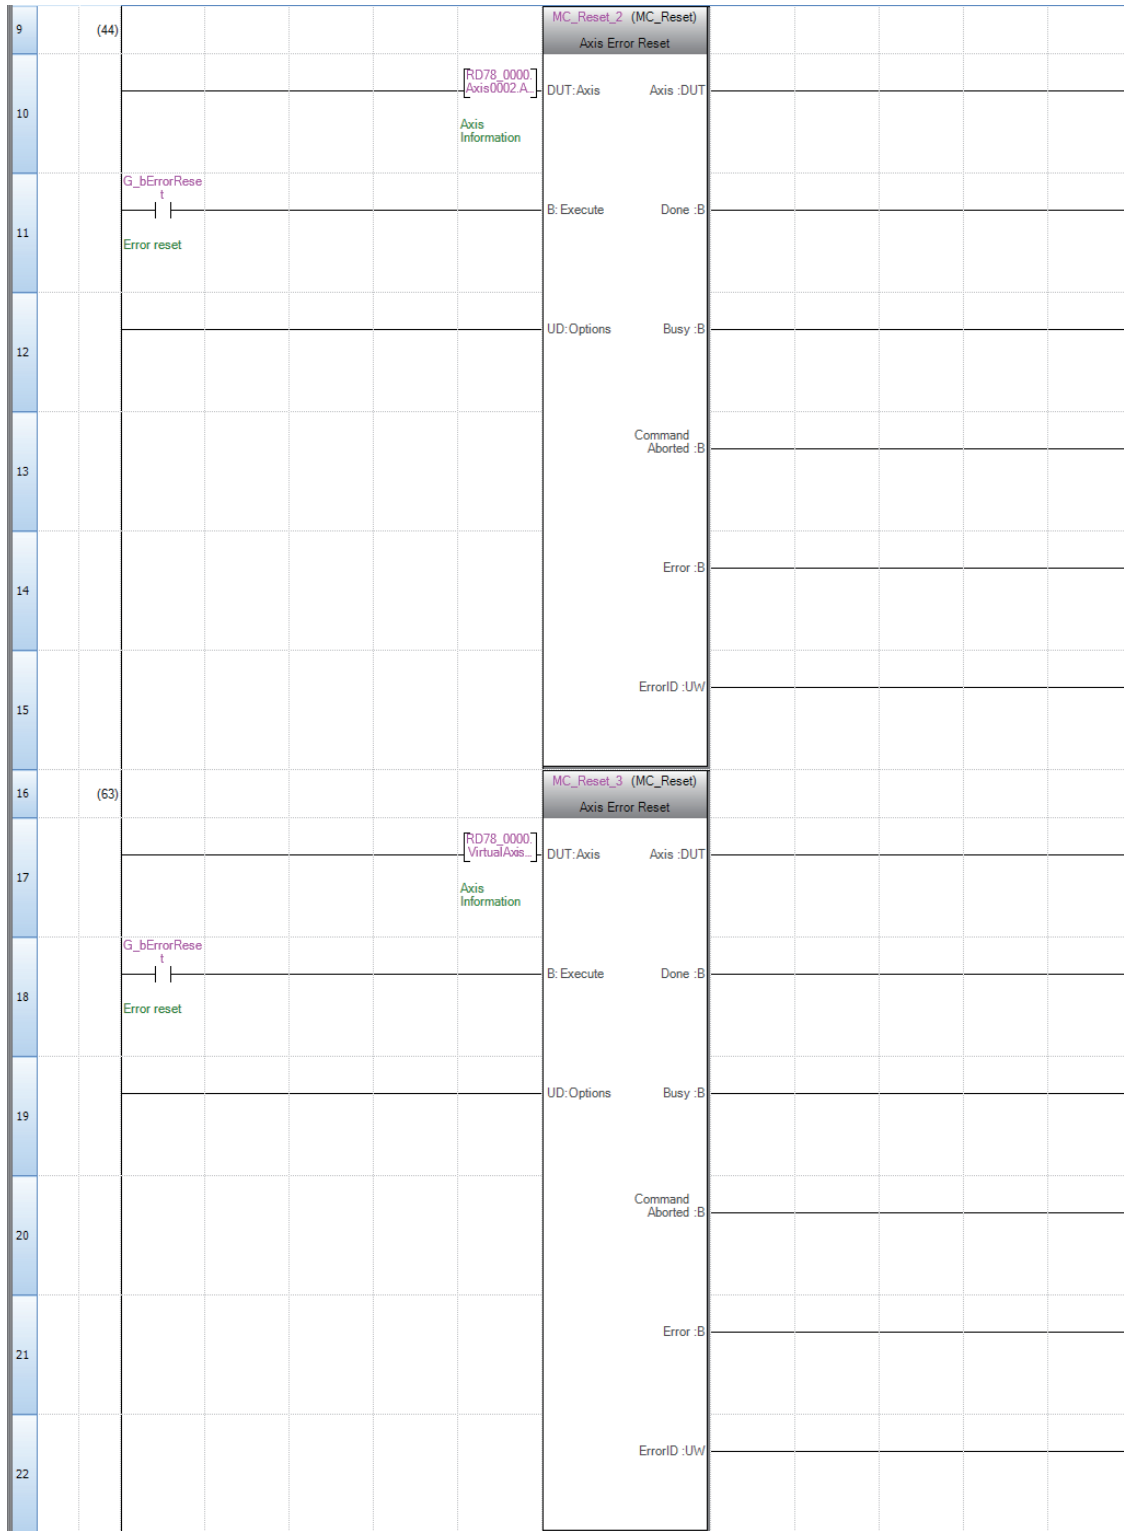 9
(44)
MC_Reset_2 (MC_Reset)
Axis Error Reset
10
RD78_0000.
Axis0002.A...
DUT:Axis
Axis :DUT
Axis
Information
11
G_bErrorRese
t
B:Execute
Done :B
Error reset
12
UD:Options
Busy :B
13
Command
Aborted :B
14
Error :B
15
ErrorID :UW
16
(63)
MC_Reset_3 (MC_Reset)
Axis Error Reset
17
RD78_0000.
VirtualAxis...
DUT:Axis
Axis :DUT
Axis
Information
18
G_bErrorRese
t
B:Execute
Done :B
Error reset
19
UD:Options
Busy :B
20
Command
Aborted :B
21
Error :B
22
ErrorID :UW